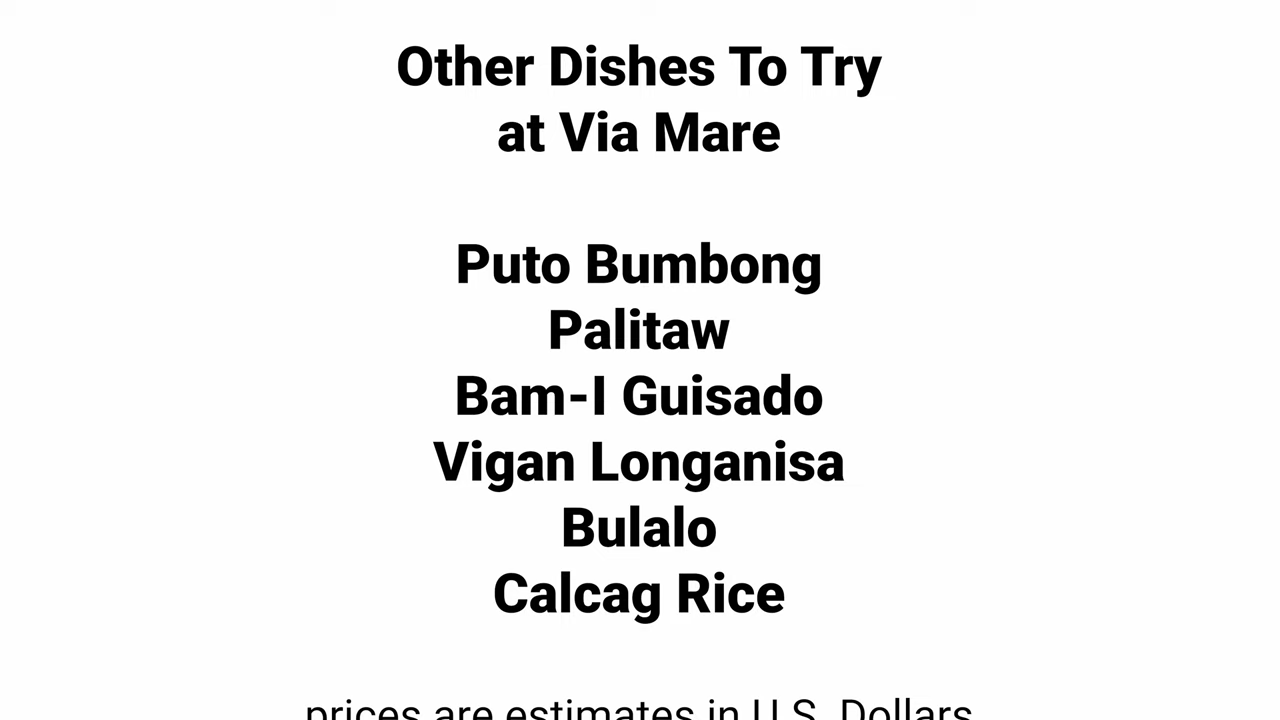 Other Dishes To Try
at Via Mare
Puto Bumbong
Palitaw
Bam-I Guisado
Vigan Longanisa
Bulalo
Calcag Rice
prices are estimates in U.S. Dollars